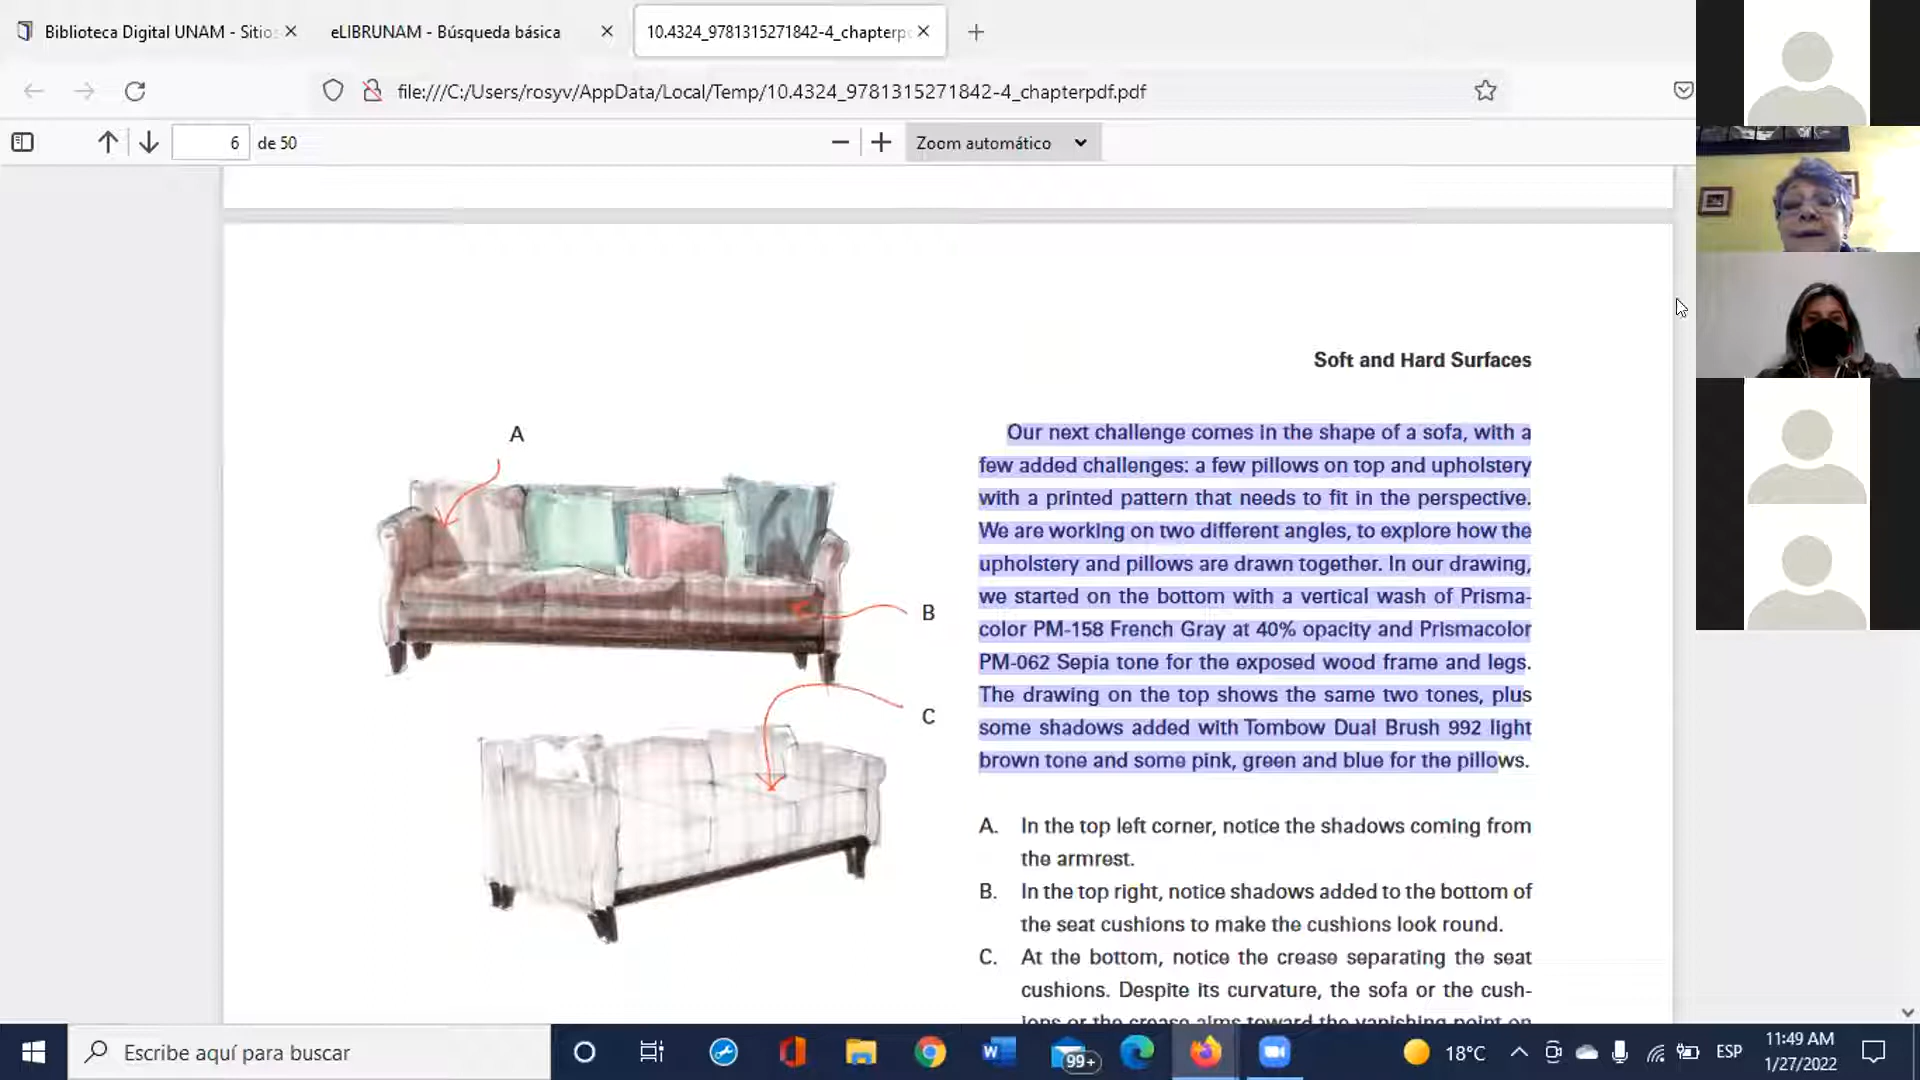 Biblioteca Digital UNAM - Sitio
eLIBRUNAM - Búsqueda básica
10.4324_9781315271842-4_chapterp
file:///C:/Users/rosyv/AppData/Local/Temp/10.4324_9781315271842-4_chapterpdf.pdf
6 de 50
Zoom automático
Soft and Hard Surfaces
A
B
C
Our next challenge comes in the shape of a sofa, with a
few added challenges: a few pillows on top and upholstery
with a printed pattern that needs to fit in the perspective.
We are working on two different angles, to explore how the
upholstery and pillows are drawn together. In our drawing,
we started on the bottom with a vertical wash of Prisma-
color PM-158 French Gray at 40% opacity and Prismacolor
PM-062 Sepia tone for the exposed wood frame and legs.
The drawing on the top shows the same two tones, plus
some shadows added with Tombow Dual Brush 992 light
brown tone and some pink, green and blue for the pillows.
A. In the top left corner, notice the shadows coming from
the armrest.
B. In the top right, notice shadows added to the bottom of
the seat cushions to make the cushions look round.
C. At the bottom, notice the crease separating the seat
cushions. Despite its curvature, the sofa or the cush-
ions or the crease aims toward the vanishing point on
Escribe aquí para buscar
99+
18°C
ESP
11:49 AM
1/27/2022